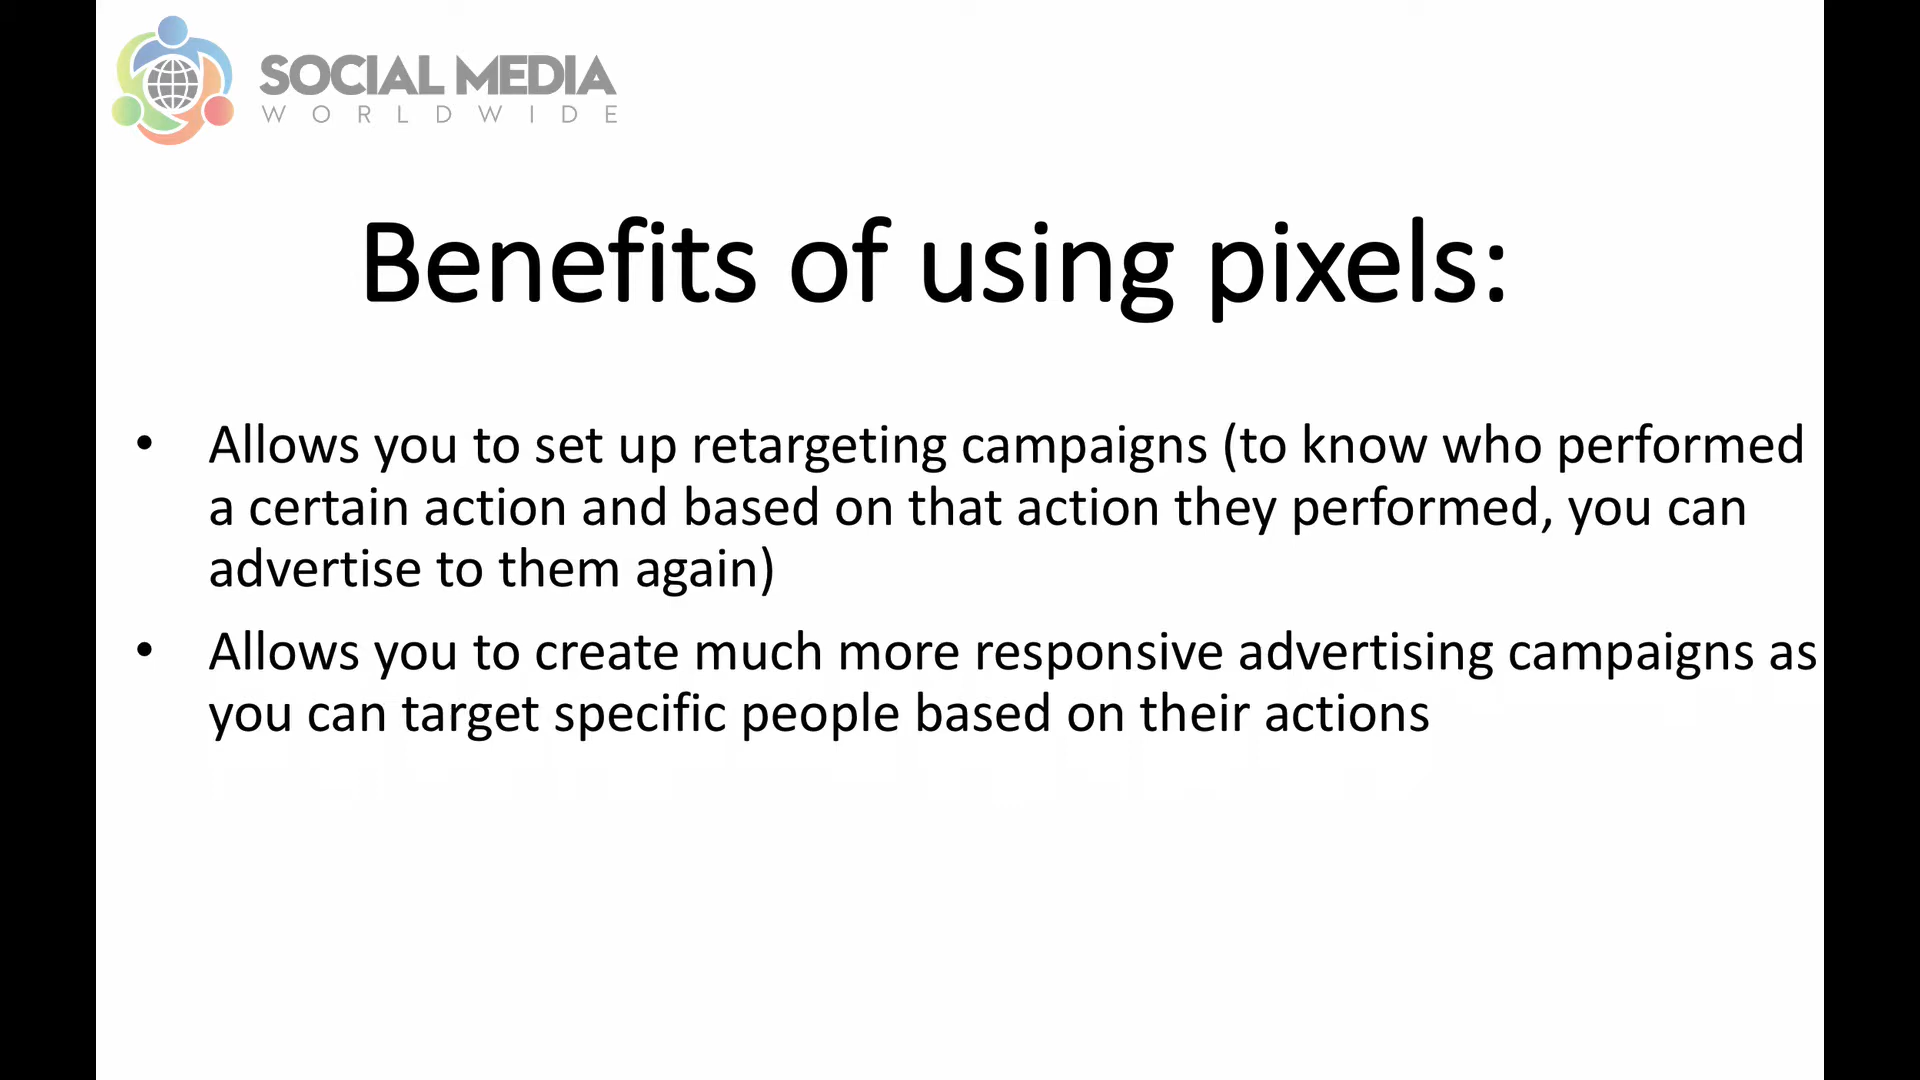 SOCIAL MEDIA
WORLDWIDE
Benefits of using pixels:
• Allows you to set up retargeting campaigns (to know who performed
a certain action and based on that action they performed, you can
advertise to them again)
• Allows you to create much more responsive advertising campaigns as
you can target specific people based on their actions